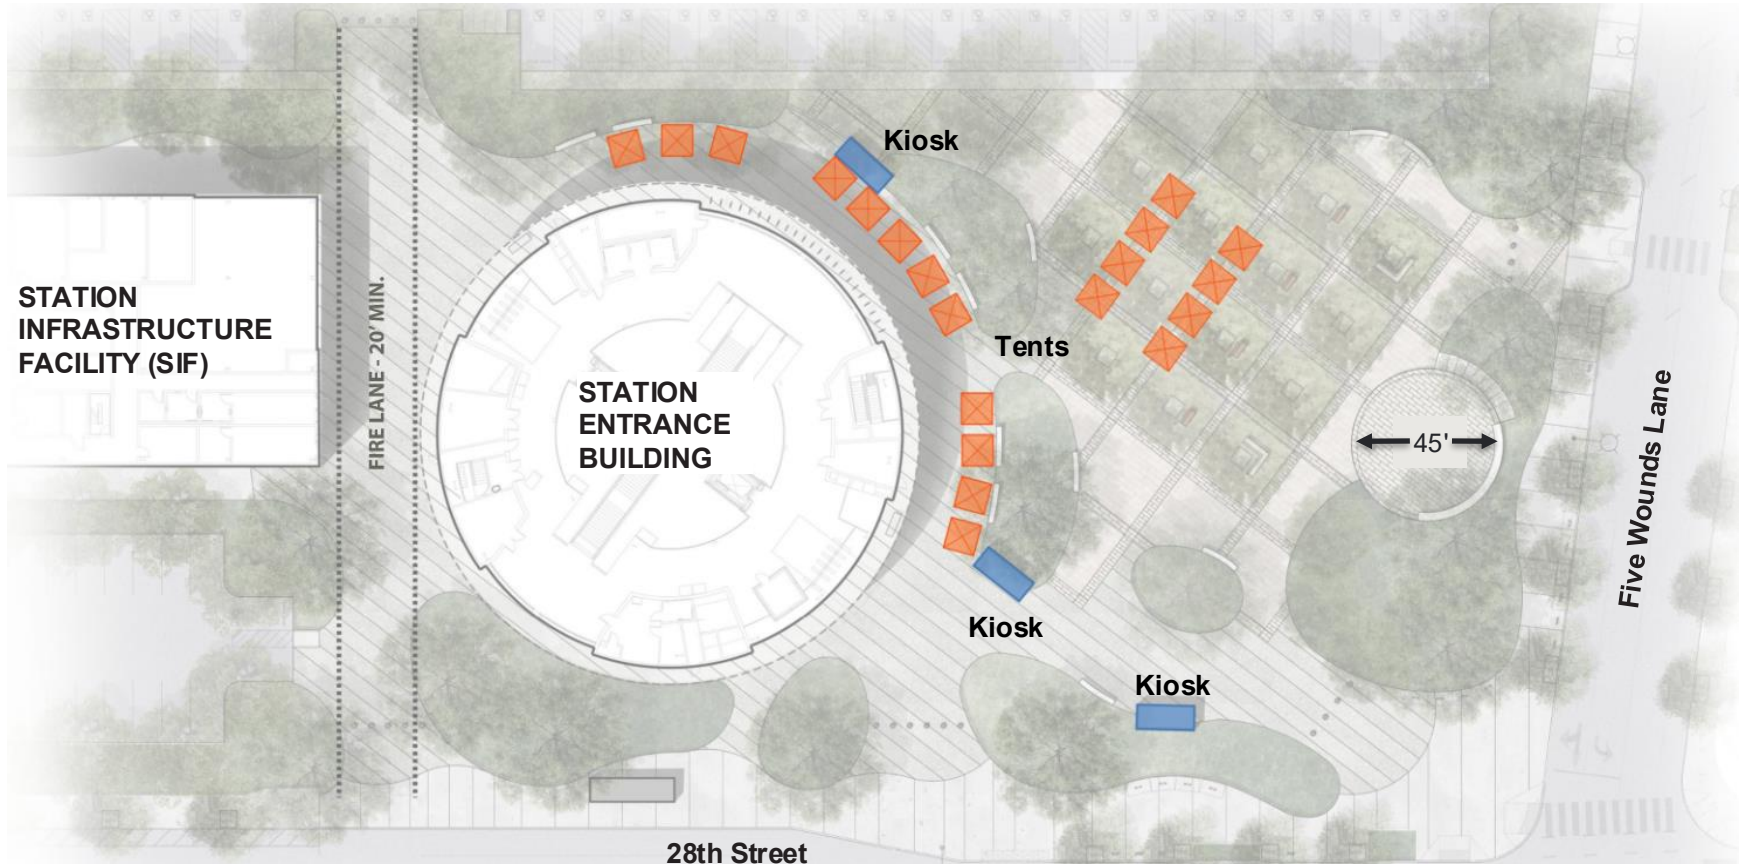 Kiosk
STATION
INFRASTRUCTURE
FACILITY (SIF)
FIRE LANE - 20' MIN.
Tents
STATION
ENTRANCE
BUILDING
45'
Five Wounds Lane
Kiosk
Kiosk
28th Street